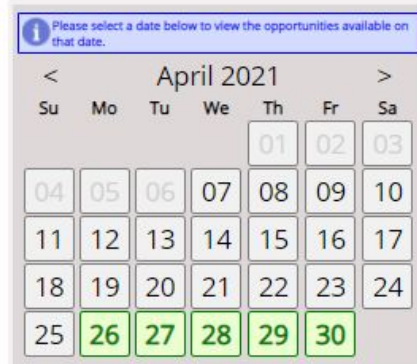 i Please select a date below to view the opportunities available on
that date.
< April 2021 >
Su Mo Tu We Th Fr Sa
01 02 03
04 05 06 07 08 09 10
11 12 13 14 15 16 17
18 19 20 21 22 23 24
25 26 27 28 29 30